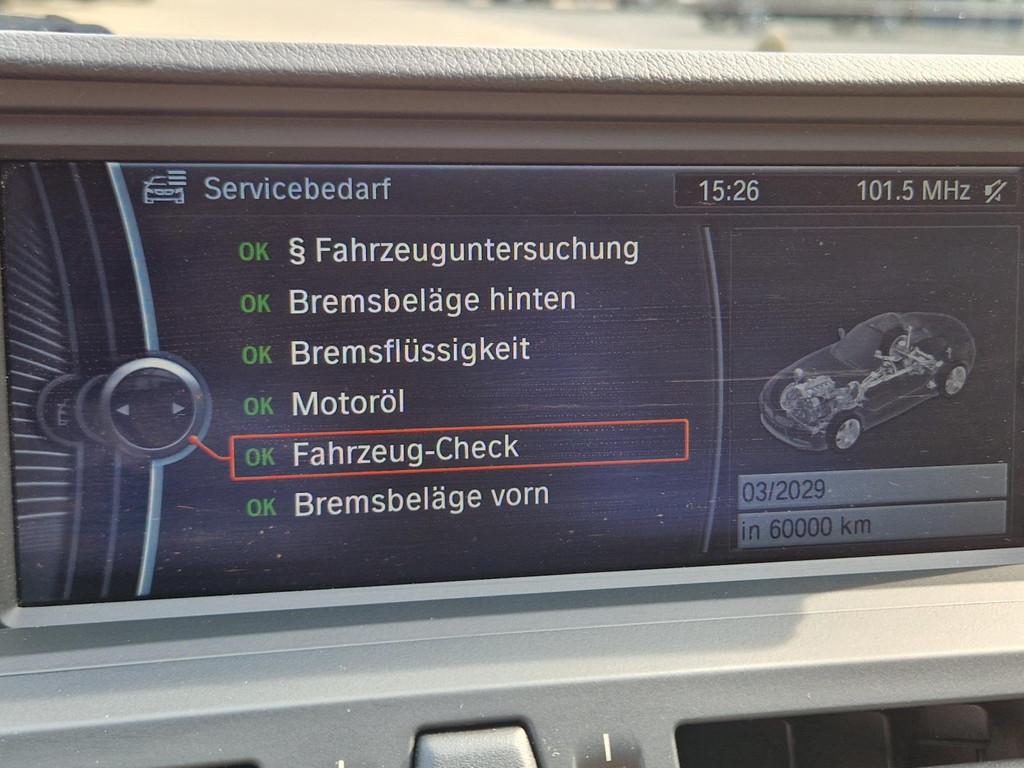 Servicebedarf
15:26
101.5 MHz
OK § Fahrzeuguntersuchung
OK Bremsbeläge hinten
OK Bremsflüssigkeit
OK Motoröl
OK Fahrzeug-Check
OK Bremsbeläge vorn
03/2029
in 60000 km